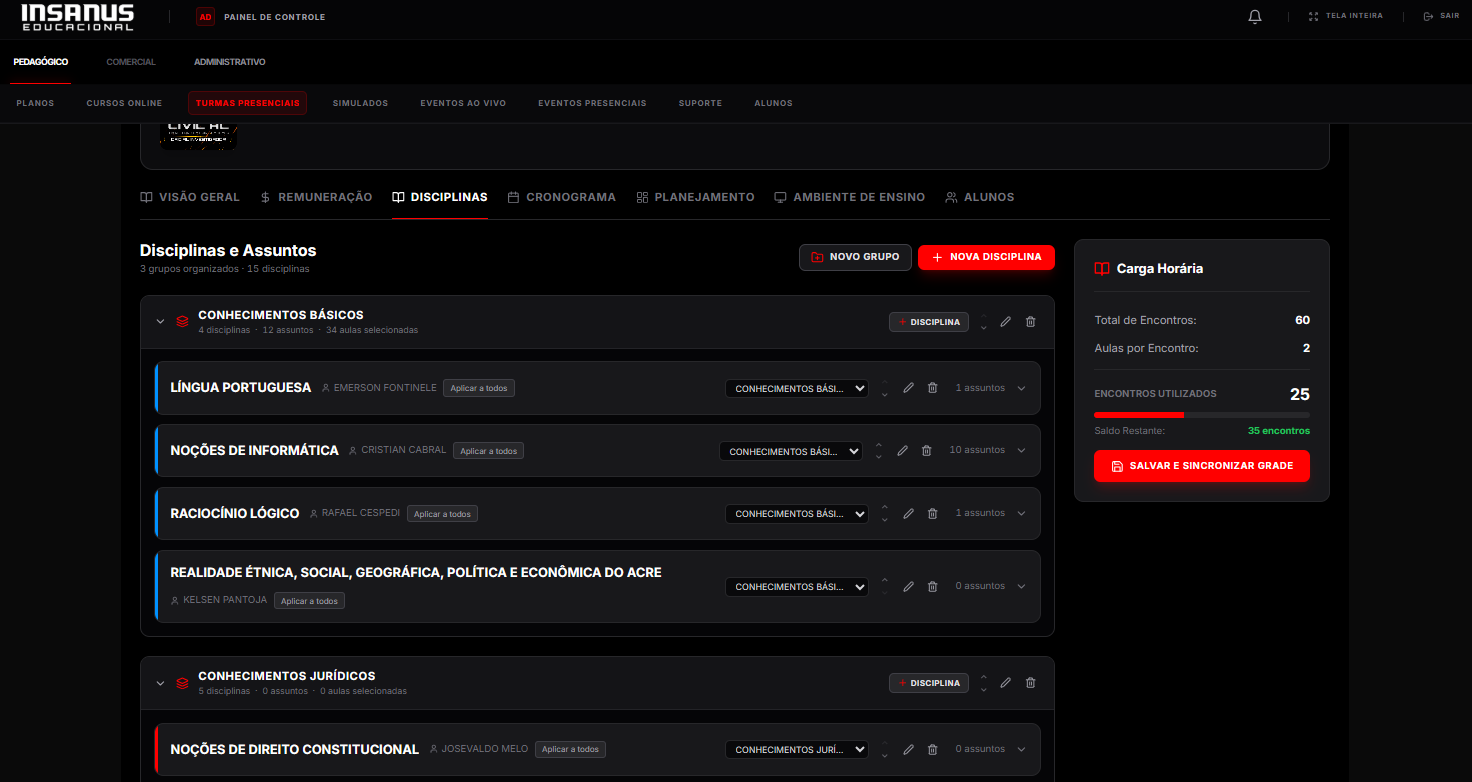 INSANUS
EDUCACIONAL
AD PAINEL DE CONTROLE
TELA INTEIRA
SAIR
PEDAGÓGICO COMERCIAL ADMINISTRATIVO
PLANOS CURSOS ONLINE TURMAS PRESENCIAIS SIMULADOS EVENTOS AO VIVO EVENTOS PRESENCIAIS SUPORTE ALUNOS
VISÃO GERAL REMUNERAÇÃO DISCIPLINAS CRONOGRAMA PLANEJAMENTO AMBIENTE DE ENSINO ALUNOS
Disciplinas e Assuntos
3 grupos organizados · 15 disciplinas
NOVO GRUPO
+ NOVA DISCIPLINA
CONHECIMENTOS BÁSICOS
4 disciplinas · 12 assuntos · 34 aulas selecionadas
+ DISCIPLINA
LÍNGUA PORTUGUESA EMERSON FONTINELE Aplicar a todos CONHECIMENTOS BÁSI... 1 assuntos
NOÇÕES DE INFORMÁTICA CRISTIAN CABRAL Aplicar a todos CONHECIMENTOS BÁSI... 10 assuntos
RACIOCÍNIO LÓGICO RAFAEL CESPEDI Aplicar a todos CONHECIMENTOS BÁSI... 1 assuntos
REALIDADE ÉTNICA, SOCIAL, GEOGRÁFICA, POLÍTICA E ECONÔMICA DO ACRE
KELSEN PANTOJA Aplicar a todos CONHECIMENTOS BÁSI... 0 assuntos
CONHECIMENTOS JURÍDICOS
5 disciplinas · 0 assuntos · 0 aulas selecionadas
+ DISCIPLINA
NOÇÕES DE DIREITO CONSTITUCIONAL JOSEVALDO MELO Aplicar a todos CONHECIMENTOS JURÍ... 0 assuntos
Carga Horária
Total de Encontros: 60
Aulas por Encontro: 2
ENCONTROS UTILIZADOS 25
Saldo Restante: 35 encontros
SALVAR E SINCRONIZAR GRADE